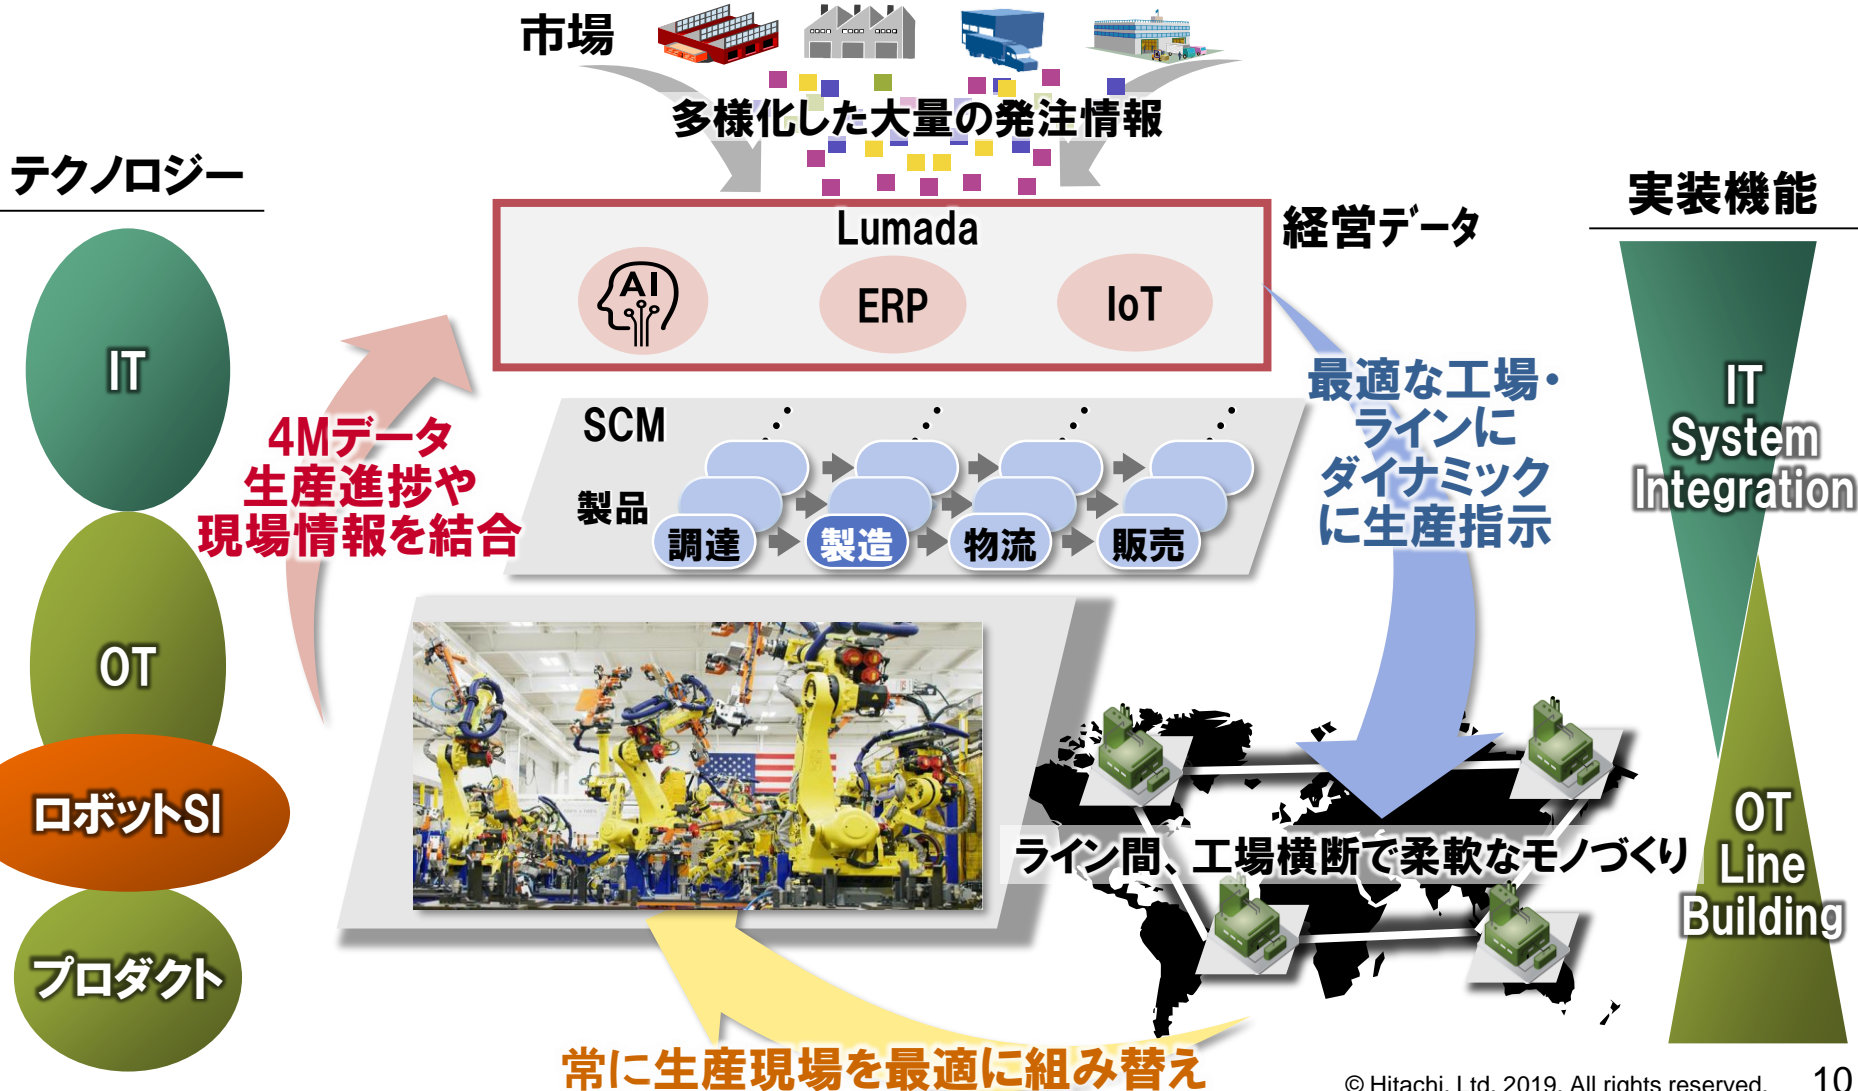 市場
多様化した大量の発注情報
テクノロジー
実装機能
Lumada
経営データ
AI
ERP
IoT
IT
4Mデータ
生産進捗や
現場情報を結合
SCM
製品
調達
製造
物流
販売
最適な工場・
ラインに
ダイナミック
に生産指示
IT
System
Integration
OT
ロボットSI
プロダクト
ライン間、工場横断で柔軟なモノづくり
OT
Line
Building
常に生産現場を最適に組み替え
© Hitachi, Ltd. 2019. All rights reserved.
10